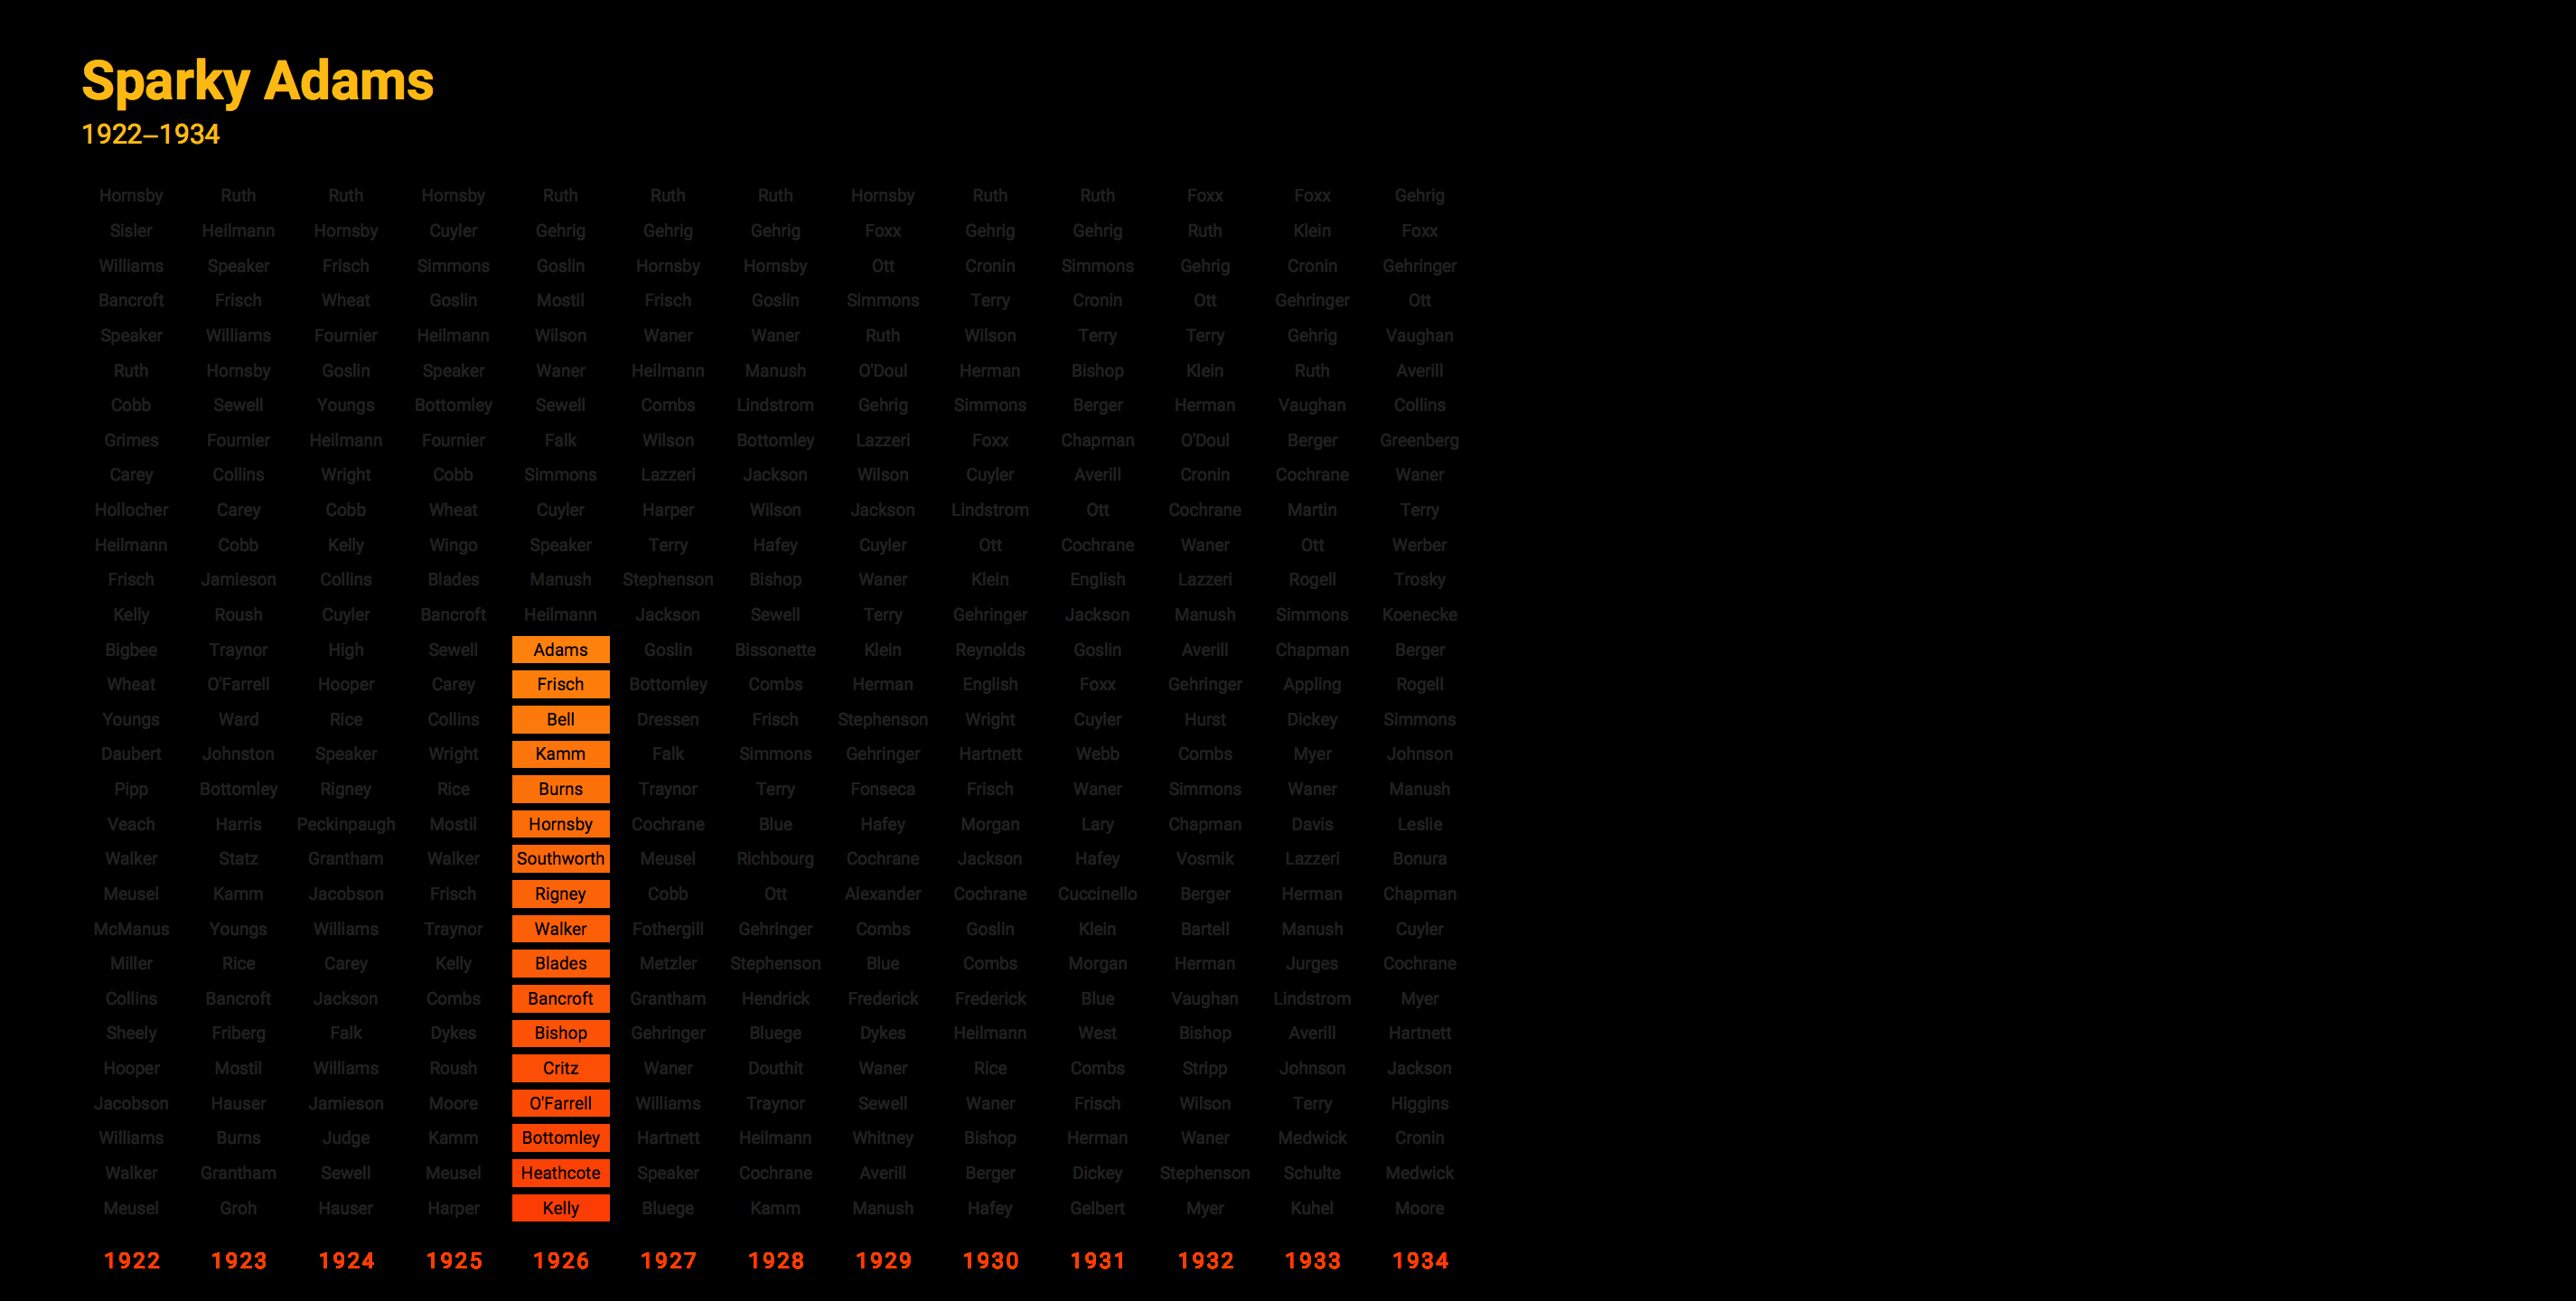 Sparky Adams
1922–1934
Hornsby Ruth Ruth Hornsby Ruth Ruth Ruth Hornsby Ruth Ruth Foxx Foxx Gehrig
Sisler Heilmann Hornsby Cuyler Gehrig Gehrig Gehrig Foxx Gehrig Gehrig Ruth Klein Foxx
Williams Speaker Frisch Simmons Goslin Hornsby Hornsby Ott Cronin Simmons Gehrig Cronin Gehringer
Bancroft Frisch Wheat Goslin Mostil Frisch Goslin Simmons Terry Cronin Ott Gehringer Ott
Speaker Williams Fournier Heilmann Wilson Waner Waner Ruth Wilson Terry Terry Gehrig Vaughan
Ruth Hornsby Goslin Speaker Waner Heilmann Manush O'Doul Herman Bishop Klein Ruth Averill
Cobb Sewell Youngs Bottomley Sewell Combs Lindstrom Gehrig Simmons Berger Herman Vaughan Collins
Grimes Fournier Heilmann Fournier Falk Wilson Bottomley Lazzeri Foxx Chapman O'Doul Berger Greenberg
Carey Collins Wright Cobb Simmons Lazzeri Jackson Wilson Cuyler Averill Cronin Cochrane Waner
Hollocher Carey Cobb Wheat Cuyler Harper Wilson Jackson Lindstrom Ott Cochrane Martin Terry
Heilmann Cobb Kelly Wingo Speaker Terry Hafey Cuyler Ott Cochrane Waner Ott Werber
Frisch Jamieson Collins Blades Manush Stephenson Bishop Waner Klein English Lazzeri Rogell Trosky
Kelly Roush Cuyler Bancroft Heilmann Jackson Sewell Terry Gehringer Jackson Manush Simmons Koenecke
Bigbee Traynor High Sewell Adams Goslin Bissonette Klein Reynolds Goslin Averill Chapman Berger
Wheat O'Farrell Hooper Carey Frisch Bottomley Combs Herman English Foxx Gehringer Appling Rogell
Youngs Ward Rice Collins Bell Dressen Frisch Stephenson Wright Cuyler Hurst Dickey Simmons
Daubert Johnston Speaker Wright Kamm Falk Simmons Gehringer Hartnett Webb Combs Myer Johnson
Pipp Bottomley Rigney Rice Burns Traynor Terry Fonseca Frisch Waner Simmons Waner Manush
Veach Harris Peckinpaugh Mostil Hornsby Cochrane Blue Hafey Morgan Lary Chapman Davis Leslie
Walker Statz Grantham Walker Southworth Meusel Richbourg Cochrane Jackson Hafey Vosmik Lazzeri Bonura
Meusel Kamm Jacobson Frisch Rigney Cobb Ott Alexander Cochrane Cuccinello Berger Herman Chapman
McManus Youngs Williams Traynor Walker Fothergill Gehringer Combs Goslin Klein Bartell Manush Cuyler
Miller Rice Carey Kelly Blades Metzler Stephenson Blue Combs Morgan Herman Jurges Cochrane
Collins Bancroft Jackson Combs Bancroft Grantham Hendrick Frederick Frederick Blue Vaughan Lindstrom Myer
Sheely Friberg Falk Dykes Bishop Gehringer Bluege Dykes Heilmann West Bishop Averill Hartnett
Hooper Mostil Williams Roush Critz Waner Douthit Waner Rice Combs Stripp Johnson Jackson
Jacobson Hauser Jamieson Moore O'Farrell Williams Traynor Sewell Waner Frisch Wilson Terry Higgins
Williams Burns Judge Kamm Bottomley Hartnett Heilmann Whitney Bishop Herman Waner Medwick Cronin
Walker Grantham Sewell Meusel Heathcote Speaker Cochrane Averill Berger Dickey Stephenson Schulte Medwick
Meusel Groh Hauser Harper Kelly Bluege Kamm Manush Hafey Gelbert Myer Kuhel Moore
1922 1923 1924 1925 1926 1927 1928 1929 1930 1931 1932 1933 1934